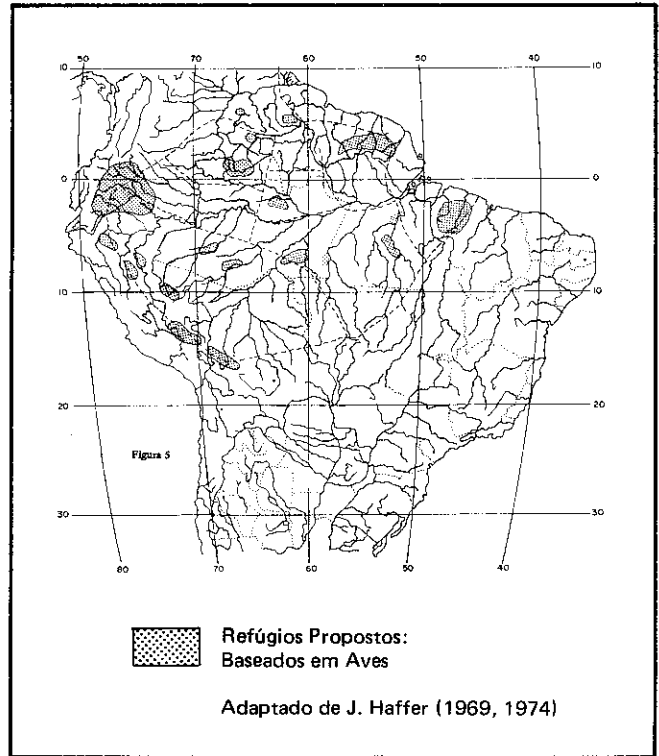 50 70 60 50 40
10 10
0 0
10 10
20 20
Figura 5
30 30
80 70 60 50 40
Refúgios Propostos:
Baseados em Aves
Adaptado de J. Haffer (1969, 1974)